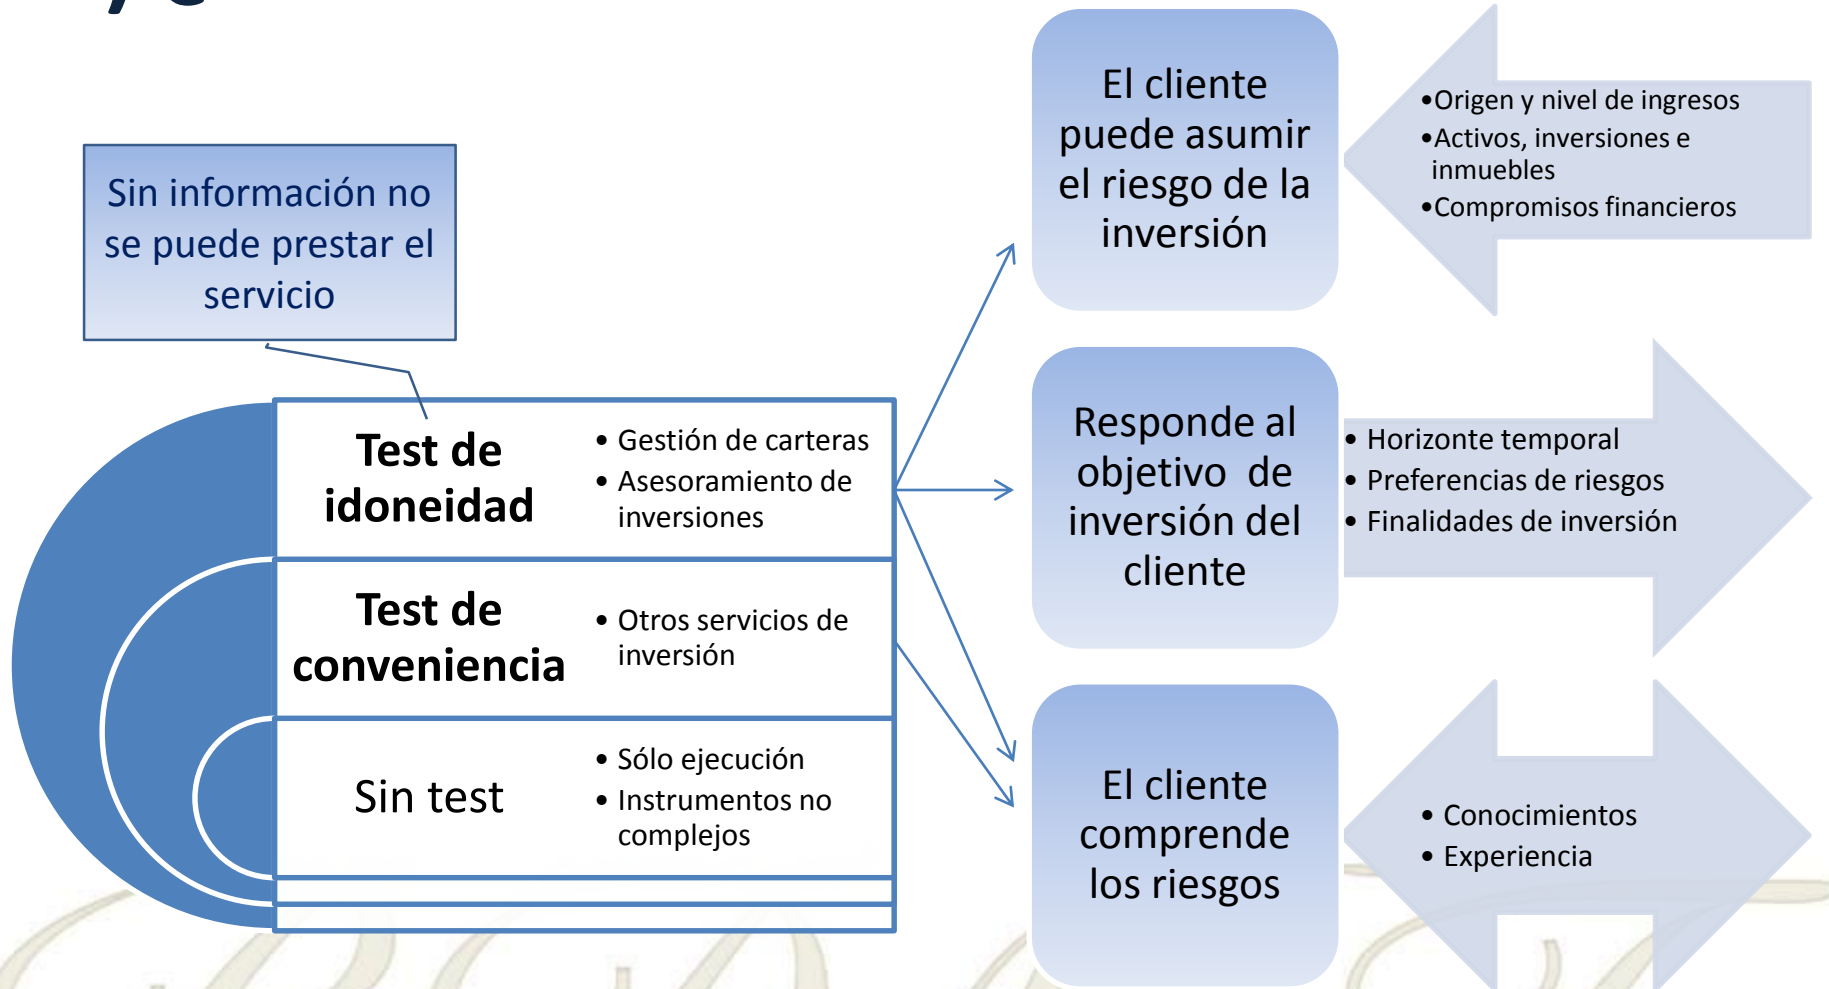 Sin información no
se puede prestar el
servicio
Test de
idoneidad
• Gestión de carteras
• Asesoramiento de
inversiones
Test de
conveniencia
• Otros servicios de
inversión
Sin test
• Sólo ejecución
• Instrumentos no
complejos
El cliente
puede asumir
el riesgo de la
inversión
•Origen y nivel de ingresos
•Activos, inversiones e
inmuebles
•Compromisos financieros
Responde al
objetivo de
inversión del
cliente
• Horizonte temporal
• Preferencias de riesgos
• Finalidades de inversión
El cliente
comprende
los riesgos
• Conocimientos
• Experiencia